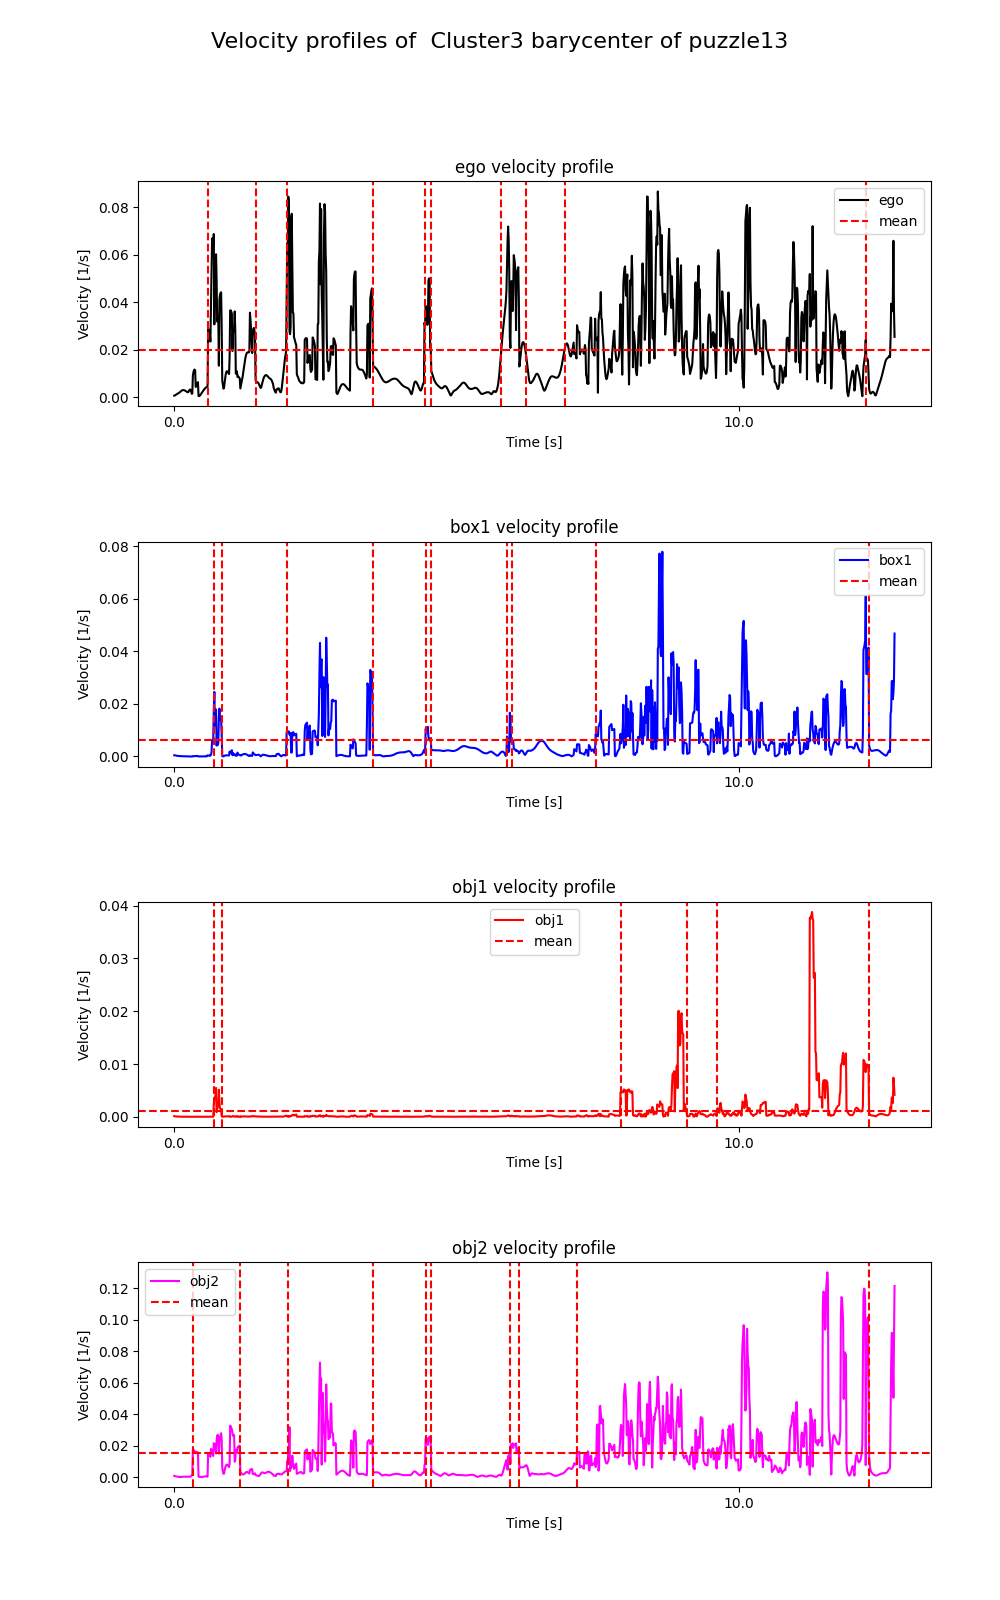 Velocity profiles of  Cluster3 barycenter of puzzle13
ego velocity profile
Velocity [1/s]
0.08
0.06
0.04
0.02
0.00
ego
mean
0.0
10.0
Time [s]
box1 velocity profile
Velocity [1/s]
0.08
0.06
0.04
0.02
0.00
box1
mean
0.0
10.0
Time [s]
obj1 velocity profile
Velocity [1/s]
0.04
0.03
0.02
0.01
0.00
obj1
mean
0.0
10.0
Time [s]
obj2 velocity profile
Velocity [1/s]
0.12
0.10
0.08
0.06
0.04
0.02
0.00
obj2
mean
0.0
10.0
Time [s]